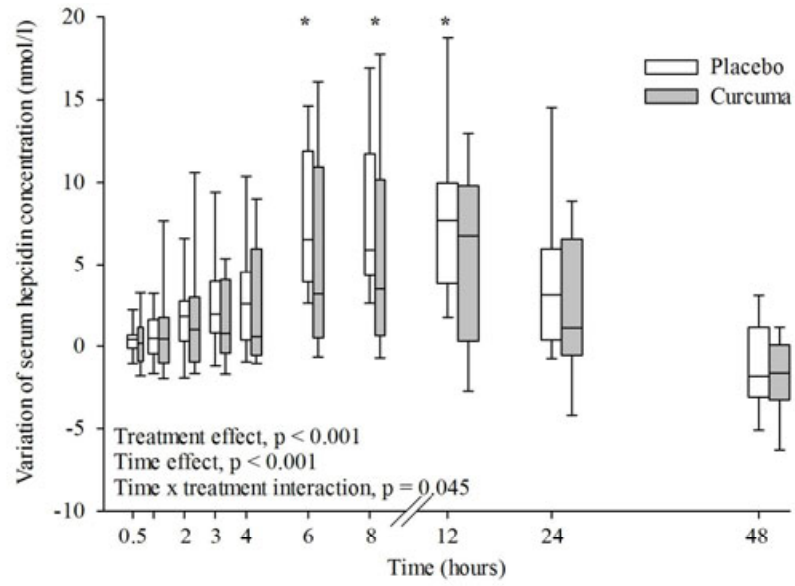 Variation of serum hepcidin concentration (nmol/l)
20
15
10
5
0
-5
-10
* * *
Placebo
Curcuma
Treatment effect, p < 0.001
Time effect, p < 0.001
Time x treatment interaction, p = 0.045
0.5 2 3 4 6 8 12 24 48
Time (hours)